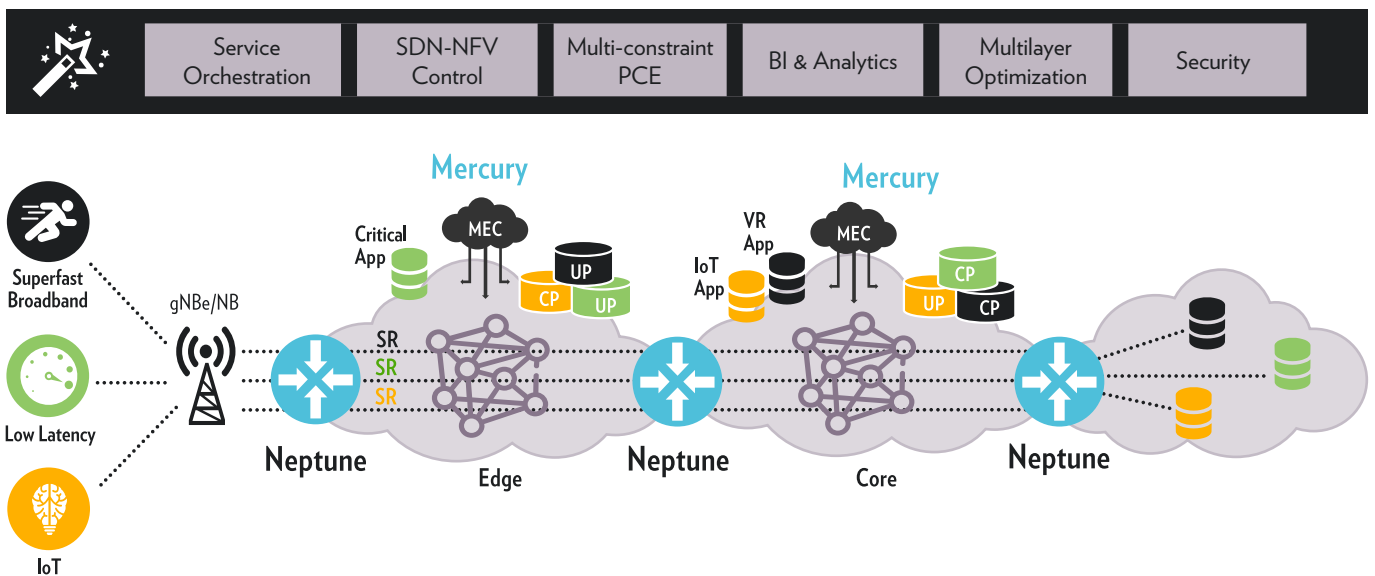 Service
Orchestration
SDN-NFV
Control
Multi-constraint
PCE
BI & Analytics
Multilayer
Optimization
Security
Mercury
Mercury
MEC
MEC
Critical
App
VR
App
IoT
App
UP
CP
UP
CP
UP
CP
Superfast
Broadband
gNBe/NB
SR
SR
SR
Low Latency
Neptune
Neptune
Neptune
Edge
Core
IoT